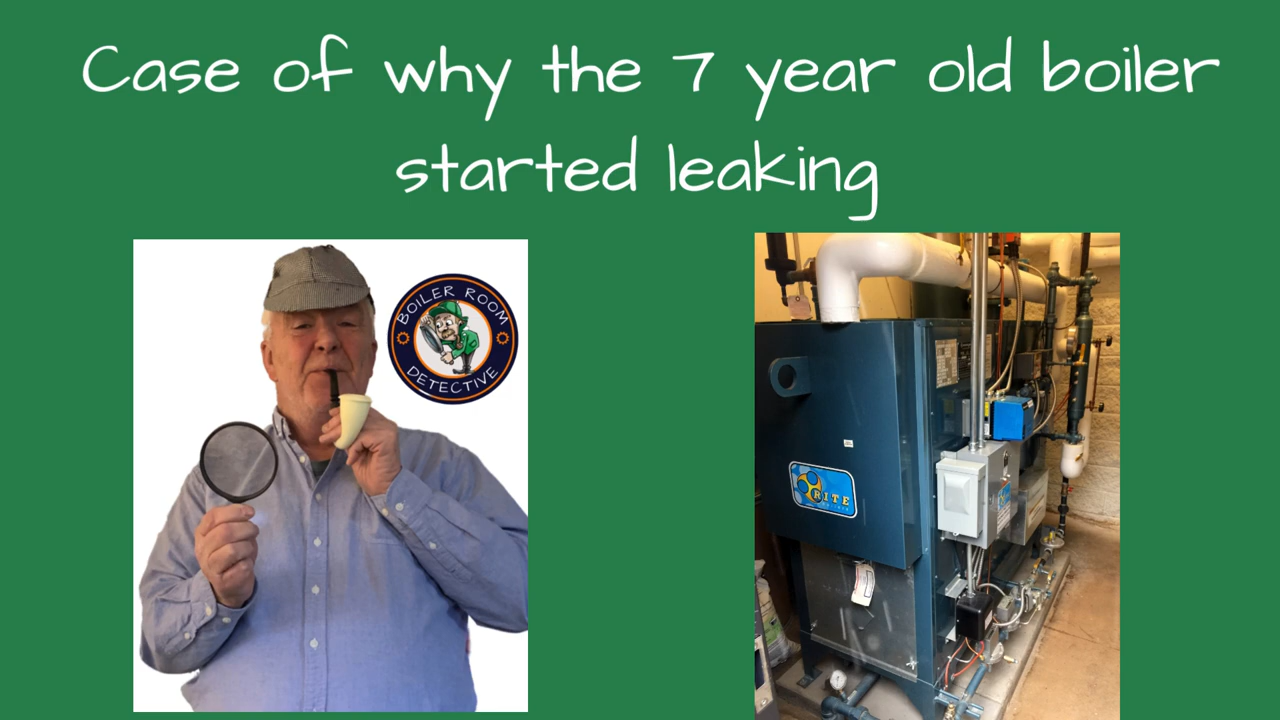 Case of why the 7 year old boiler
started leaking
BOILER ROOM
DETECTIVE
RITE